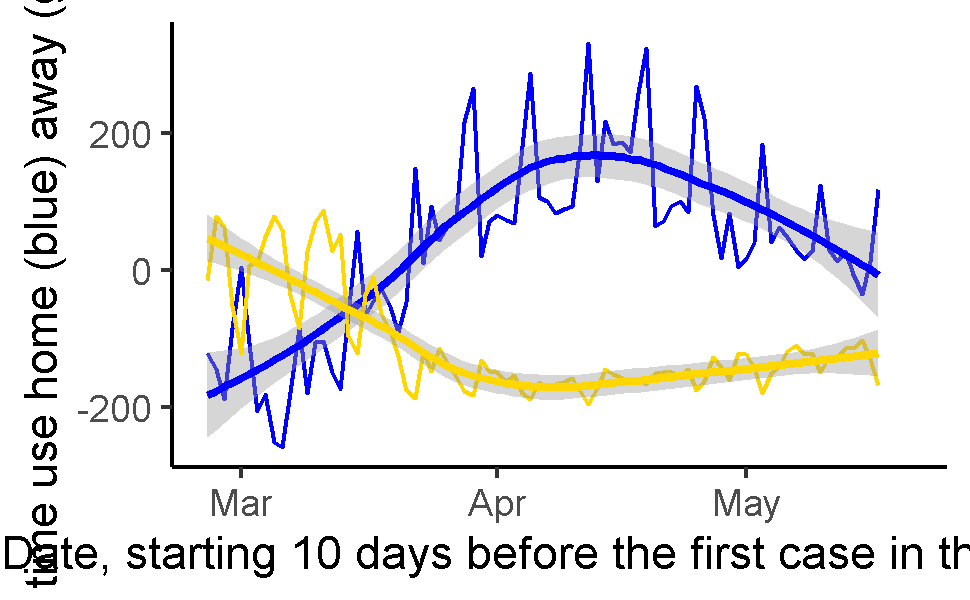 time use home (blue) away (
200
0
-200
Mar Apr May
Date, starting 10 days before the first case in th